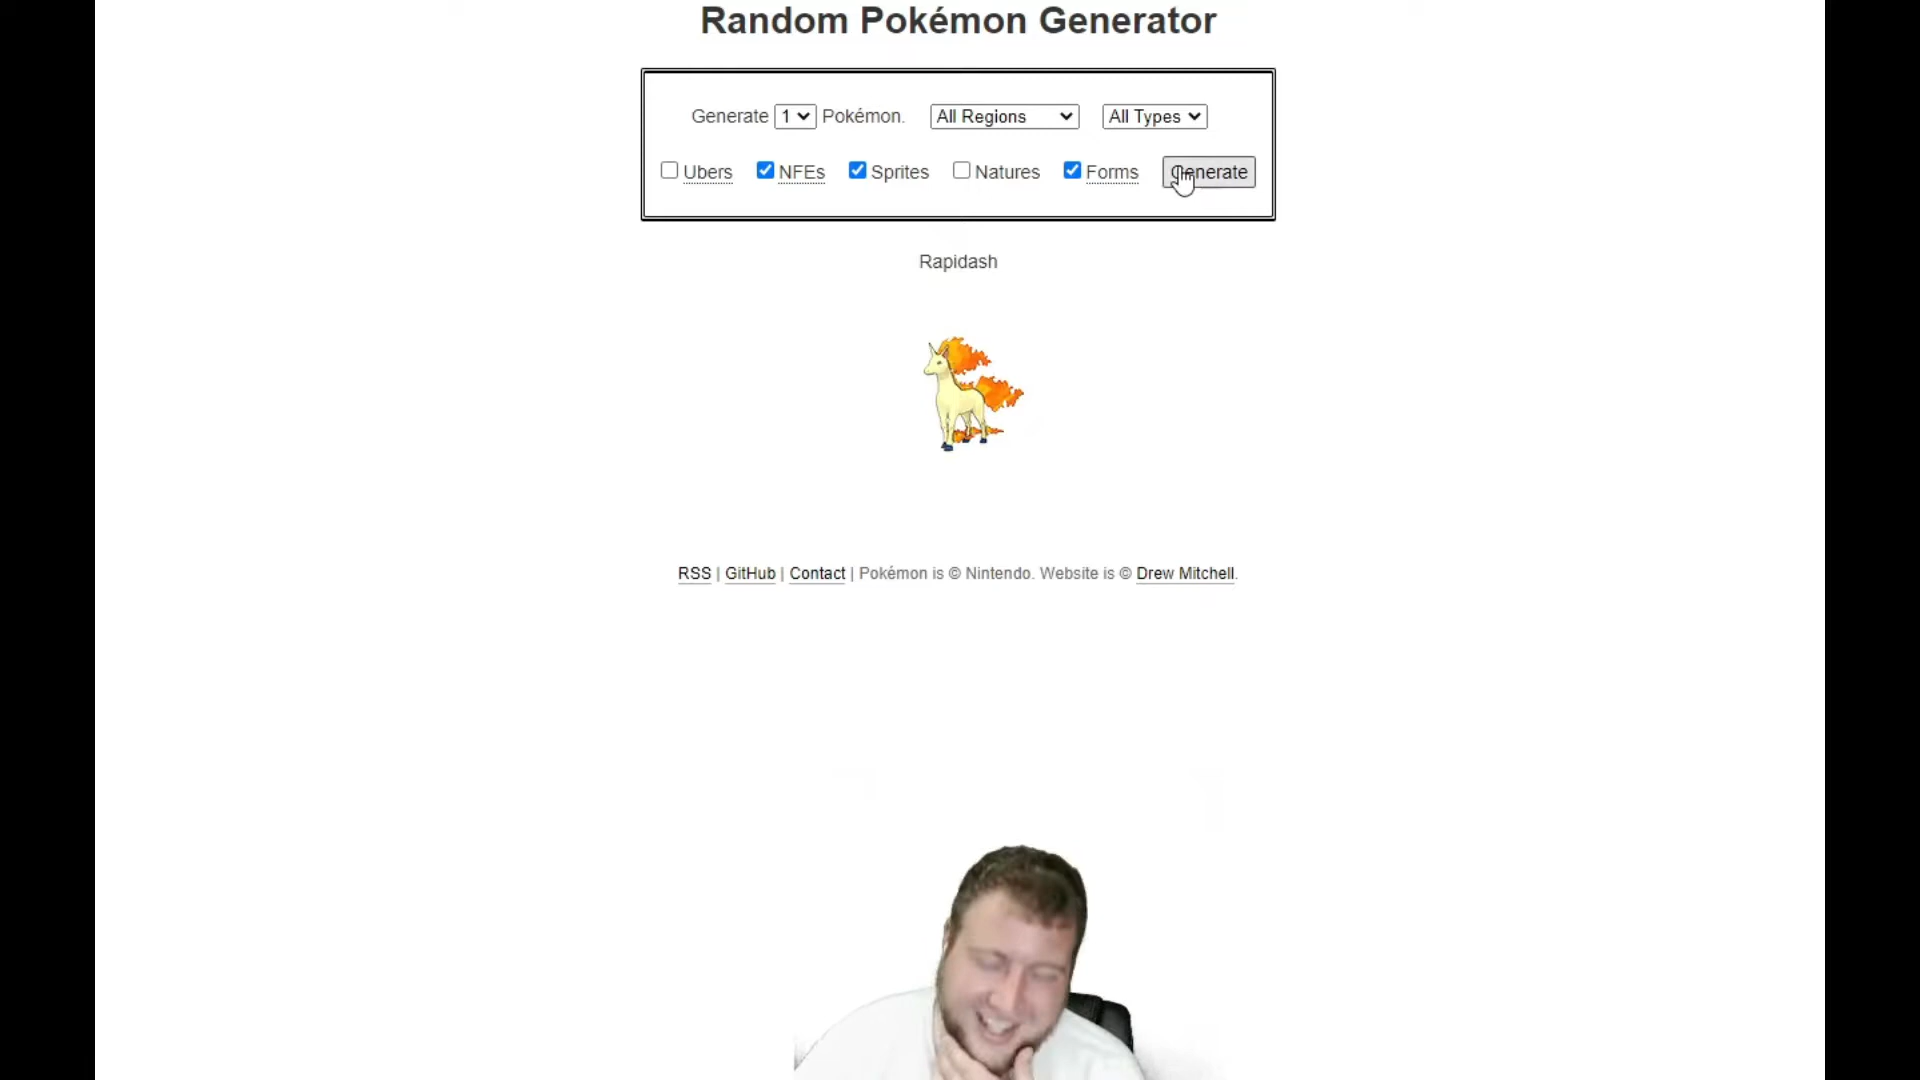 Random Pokémon Generator
Generate 1 Pokémon. All Regions All Types
Ubers NFEs Sprites Natures Forms Generate
Rapidash
RSS | GitHub | Contact | Pokémon is © Nintendo. Website is © Drew Mitchell.